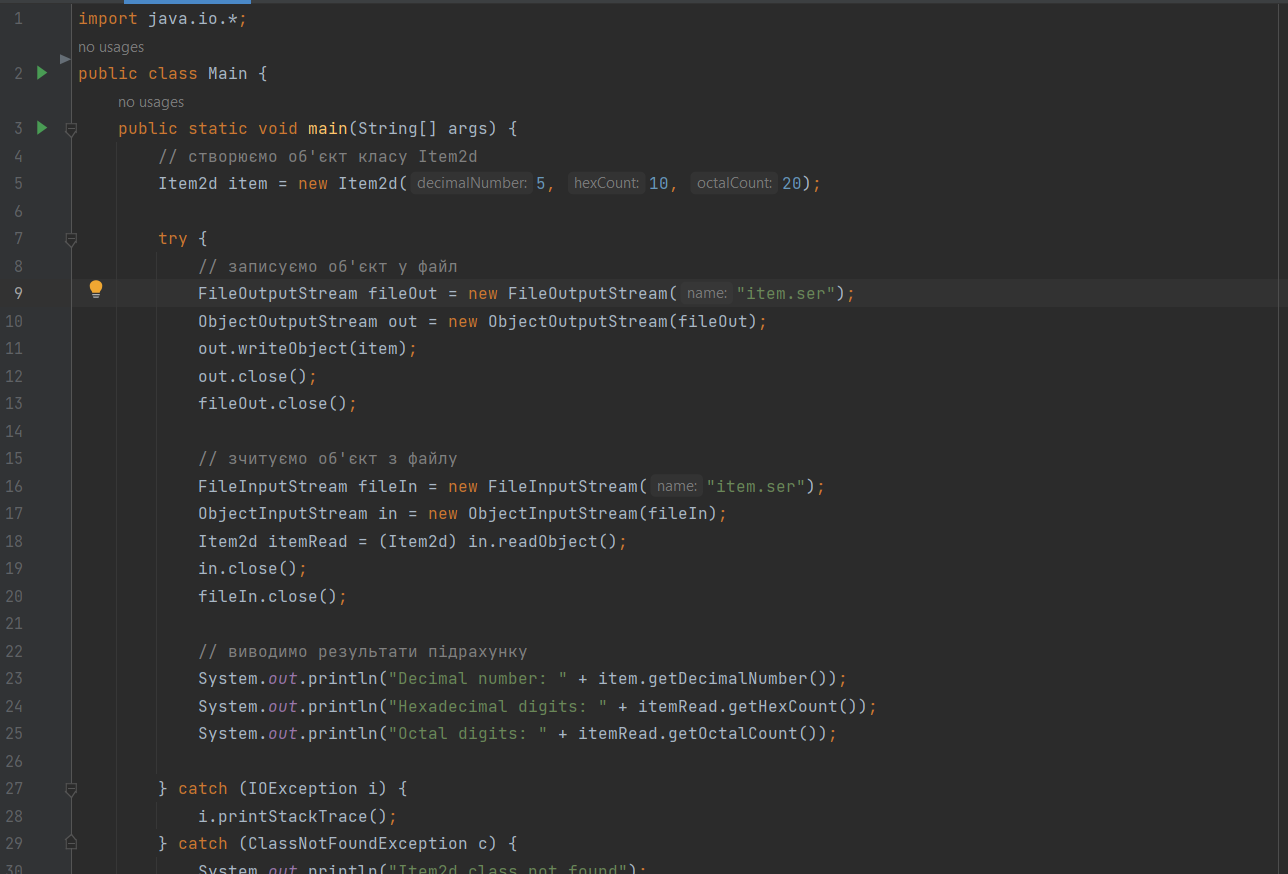 1 import java.io.*;
no usages
2 public class Main {
no usages
3 public static void main(String[] args) {
4 // створюємо об'єкт класу Item2d
5 Item2d item = new Item2d( decimalNumber: 5, hexCount: 10, octalCount: 20);
6
7 try {
8 // записуємо об'єкт у файл
9 FileOutputStream fileOut = new FileOutputStream( name: "item.ser");
10 ObjectOutputStream out = new ObjectOutputStream(fileOut);
11 out.writeObject(item);
12 out.close();
13 fileOut.close();
14
15 // зчитуємо об'єкт з файлу
16 FileInputStream fileIn = new FileInputStream( name: "item.ser");
17 ObjectInputStream in = new ObjectInputStream(fileIn);
18 Item2d itemRead = (Item2d) in.readObject();
19 in.close();
20 fileIn.close();
21
22 // виводимо результати підрахунку
23 System.out.println("Decimal number: " + item.getDecimalNumber());
24 System.out.println("Hexadecimal digits: " + itemRead.getHexCount());
25 System.out.println("Octal digits: " + itemRead.getOctalCount());
26
27 } catch (IOException i) {
28 i.printStackTrace();
29 } catch (ClassNotFoundException c) {
30 System.out.println("Item2d class not found");